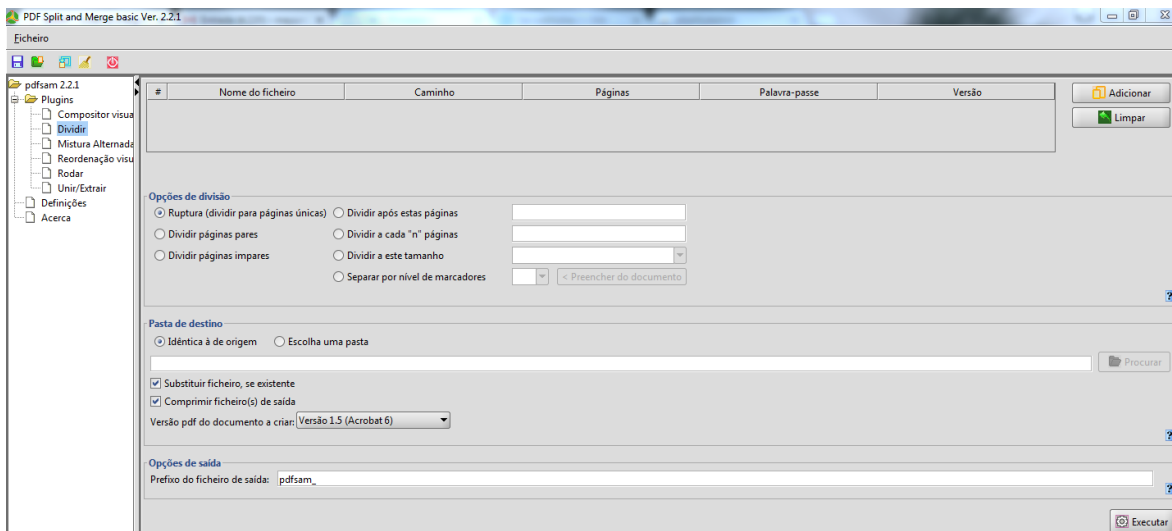 PDF Split and Merge basic Ver. 2.2.1
Ficheiro
pdfsam 2.2.1
Plugins
Compositor visua
Dividir
Mistura Alternada
Reordenação visu
Rodar
Unir/Extrair
Definições
Acerca
# Nome do ficheiro Caminho Páginas Palavra-passe Versão
Adicionar
Limpar
Opções de divisão
Ruptura (dividir para páginas únicas) Dividir após estas páginas
Dividir páginas pares Dividir a cada "n" páginas
Dividir páginas impares Dividir a este tamanho
Separar por nível de marcadores < Preencher do documento
?
Pasta de destino
Idêntica à de origem Escolha uma pasta
Procurar
Substituir ficheiro, se existente
Comprimir ficheiro(s) de saída
Versão pdf do documento a criar: Versão 1.5 (Acrobat 6)
?
Opções de saída
Prefixo do ficheiro de saída: pdfsam_
?
Executar